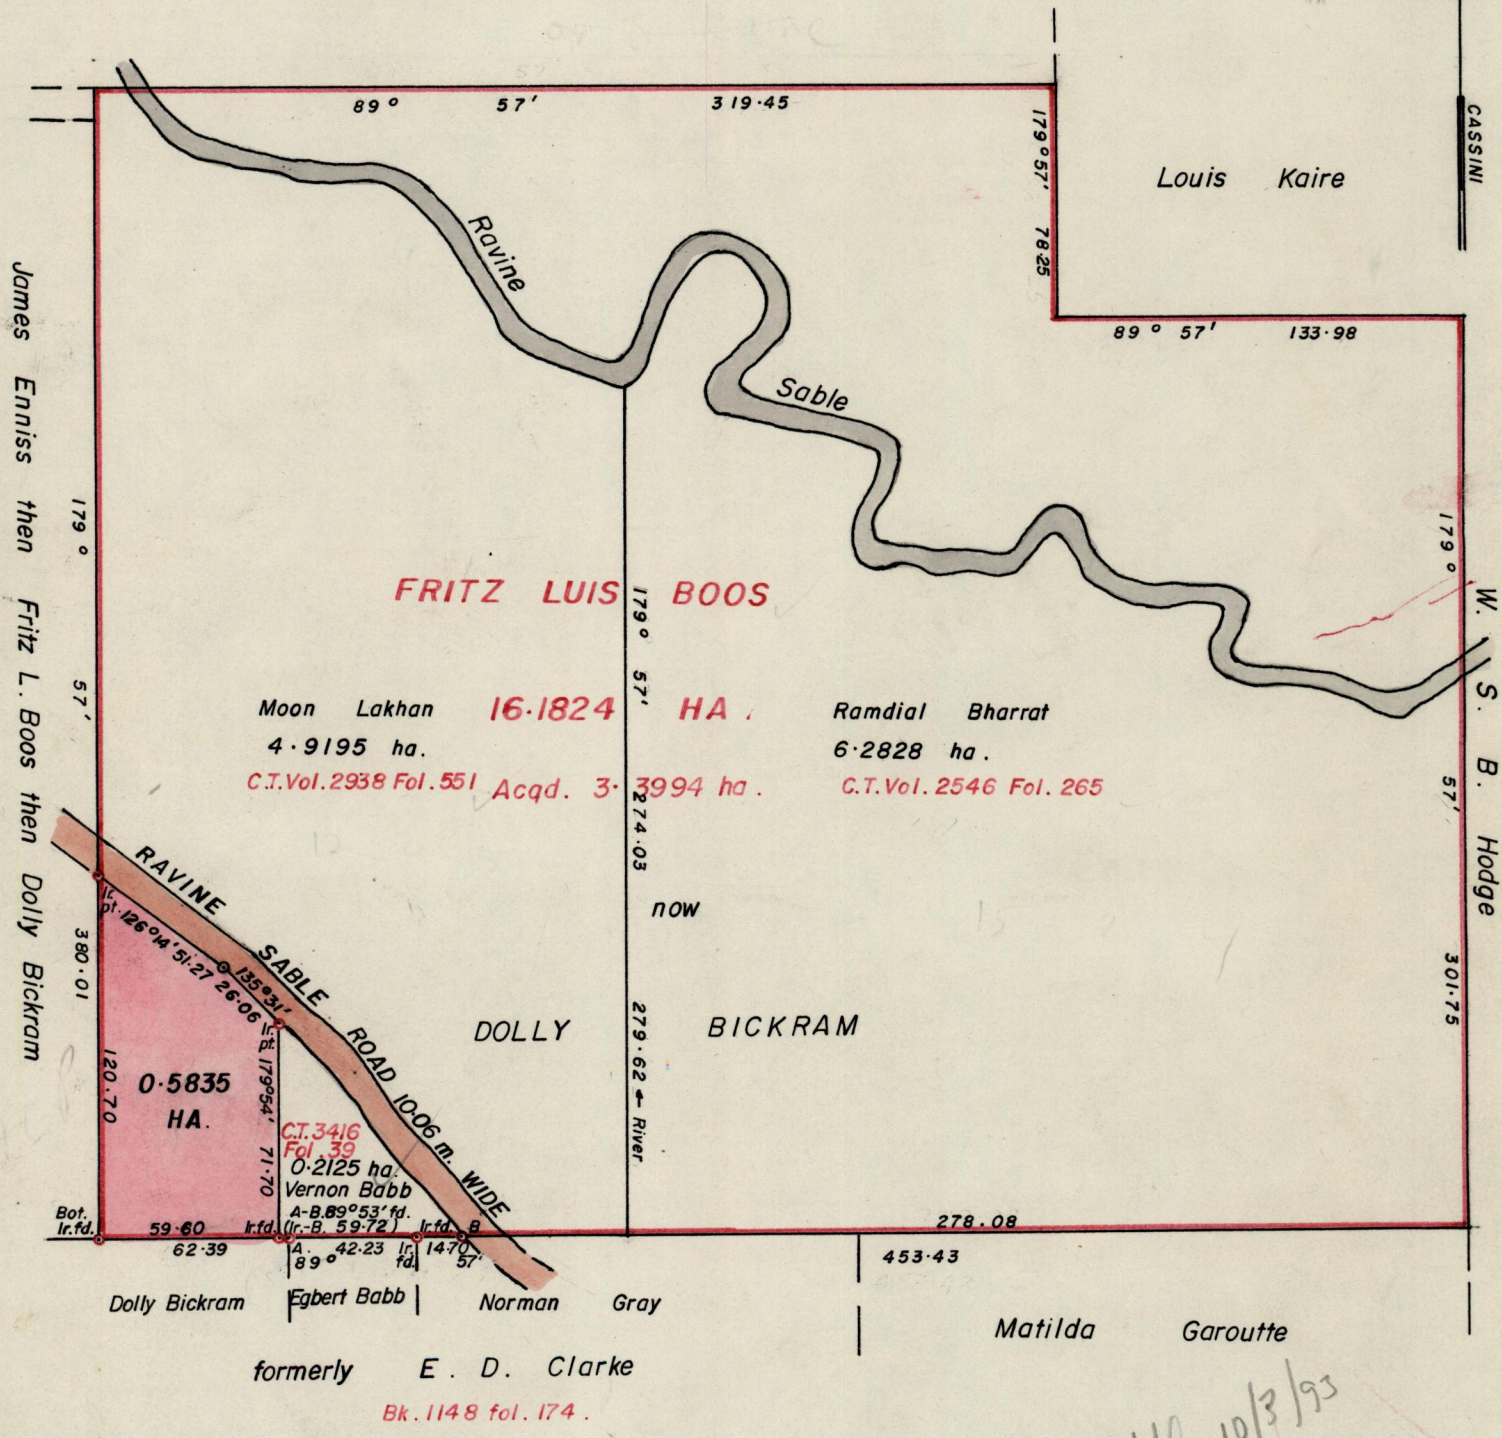 89° 57' 319·45
179° 57' 78·25
Louis Kaire
CASSINI
89° 57' 133·98
Ravine
Sable
James Enniss then Fritz L. Boos then Dolly Bickram
179° 57' 380·01
FRITZ LUIS BOOS
179° 57' 274·03
279·62 ← River
179° 57' 301·75
W. S. B. Hodge
Moon Lakhan
4·9195 ha.
C.T.Vol.2938 Fol.551
16·1824 HA.
Acqd. 3·3994 ha.
Ramdial Bharrat
6·2828 ha.
C.T.Vol. 2546 Fol. 265
now
DOLLY BICKRAM
RAVINE SABLE ROAD 10·06 m. WIDE
Ir.
pt.
126°14' 51·27
135°31'
26·06
Ir.
pt.
179°54' 71·70
120·70
0·5835
HA.
C.T.3416
Fol.39
0·2125 ha.
Vernon Babb
A-B.89°53'fd.
(Ir.-B. 59·72)
Bot.
Ir.fd.
59·60
Ir.fd.
Ir.fd.
B
278·08
62·39
A.
42·23
Ir.
fd.
14·70
89° 57'
453·43
Dolly Bickram
Egbert Babb
Norman Gray
Matilda Garoutte
formerly E. D. Clarke
Bk.1148 fol.174.
10/3/93